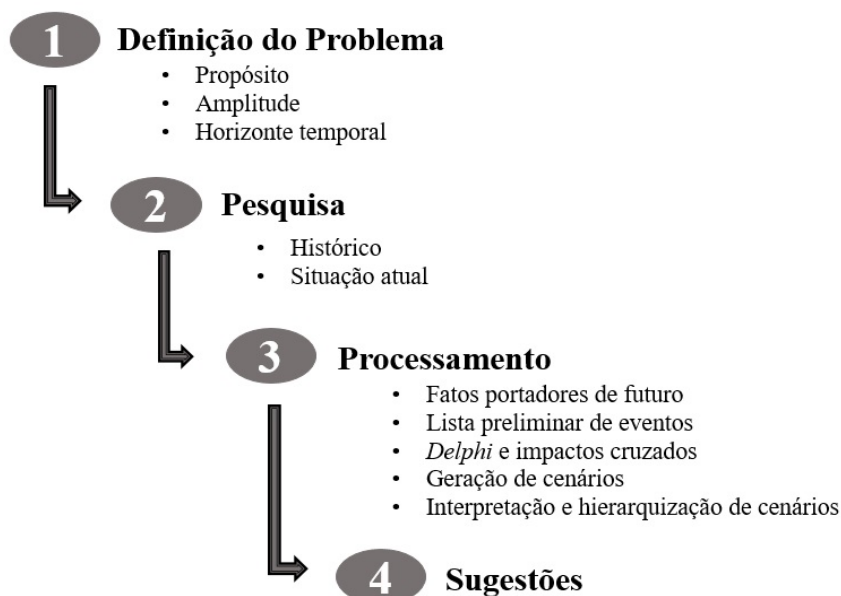 1 Definição do Problema
• Propósito
• Amplitude
• Horizonte temporal
2 Pesquisa
• Histórico
• Situação atual
3 Processamento
• Fatos portadores de futuro
• Lista preliminar de eventos
• Delphi e impactos cruzados
• Geração de cenários
• Interpretação e hierarquização de cenários
4 Sugestões